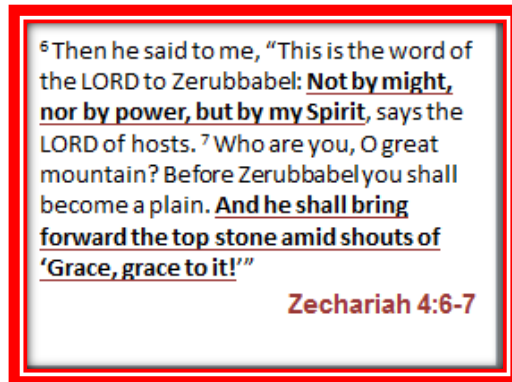 ⁶ Then he said to me, “This is the word of
the LORD to Zerubbabel: Not by might,
nor by power, but by my Spirit, says the
LORD of hosts. ⁷ Who are you, O great
mountain? Before Zerubbabel you shall
become a plain. And he shall bring
forward the top stone amid shouts of
‘Grace, grace to it!’”
Zechariah 4:6-7